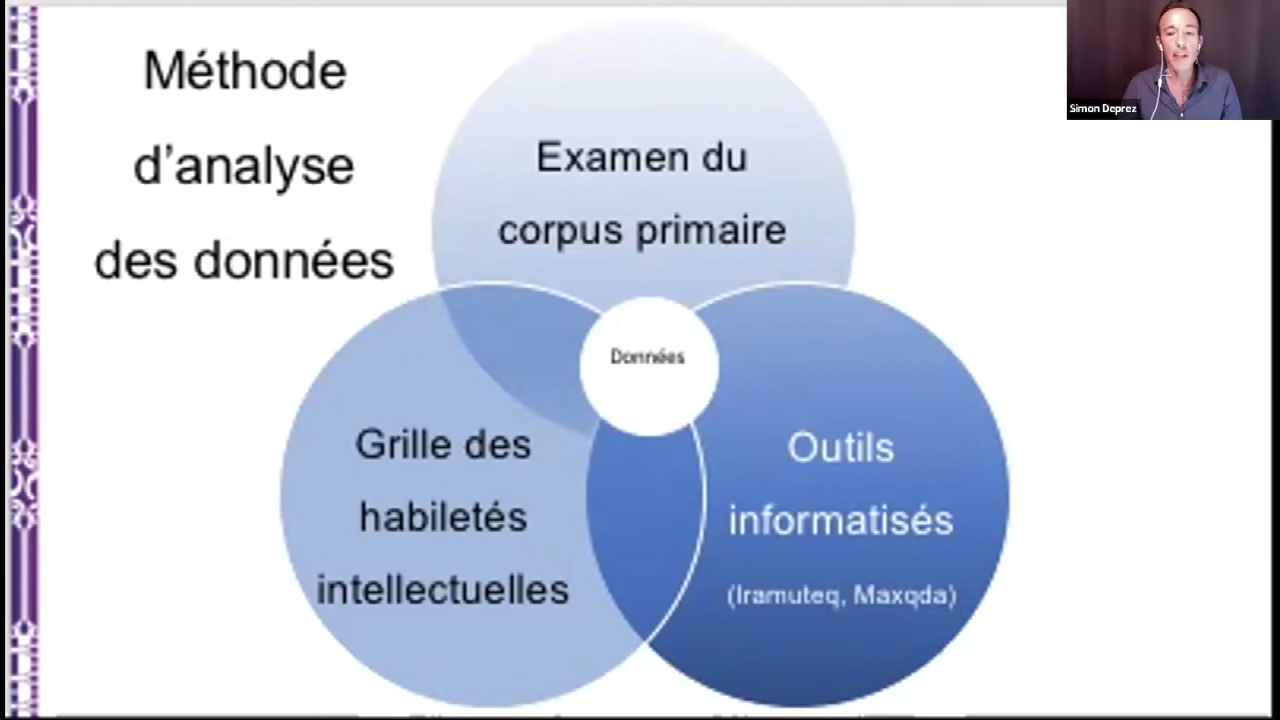 Méthode
d’analyse
des données
Examen du
corpus primaire
Données
Grille des
habiletés
intellectuelles
Outils
informatisés
(Iramuteq, Maxqda)
Simon Deprez